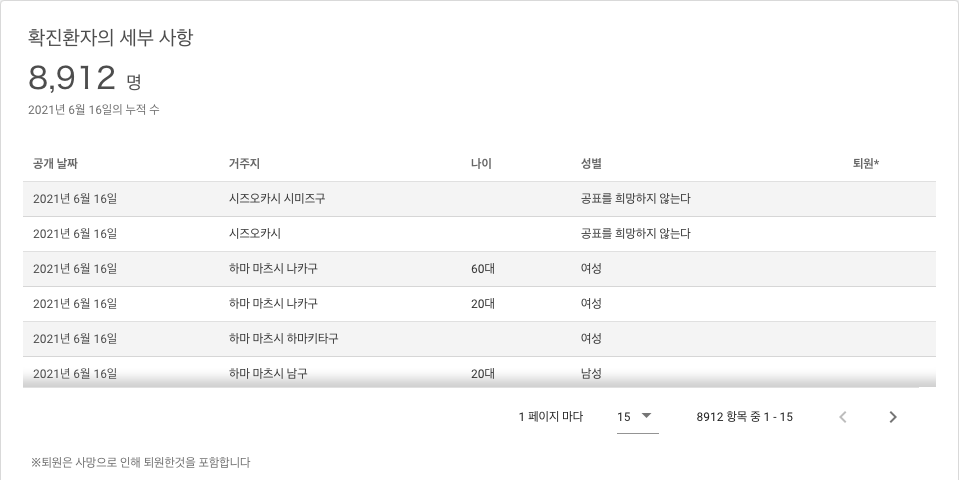 확진환자의 세부 사항
8,912 명
2021년 6월 16일의 누적 수
공개 날짜 거주지 나이 성별 퇴원*
2021년 6월 16일 시즈오카시 시미즈구 공표를 희망하지 않는다
2021년 6월 16일 시즈오카시 공표를 희망하지 않는다
2021년 6월 16일 하마 마츠시 나카구 60대 여성
2021년 6월 16일 하마 마츠시 나카구 20대 여성
2021년 6월 16일 하마 마츠시 하마키타구 여성
2021년 6월 16일 하마 마츠시 남구 20대 남성
1 페이지 마다 15 8912 항목 중 1 - 15
※퇴원은 사망으로 인해 퇴원한것을 포함합니다